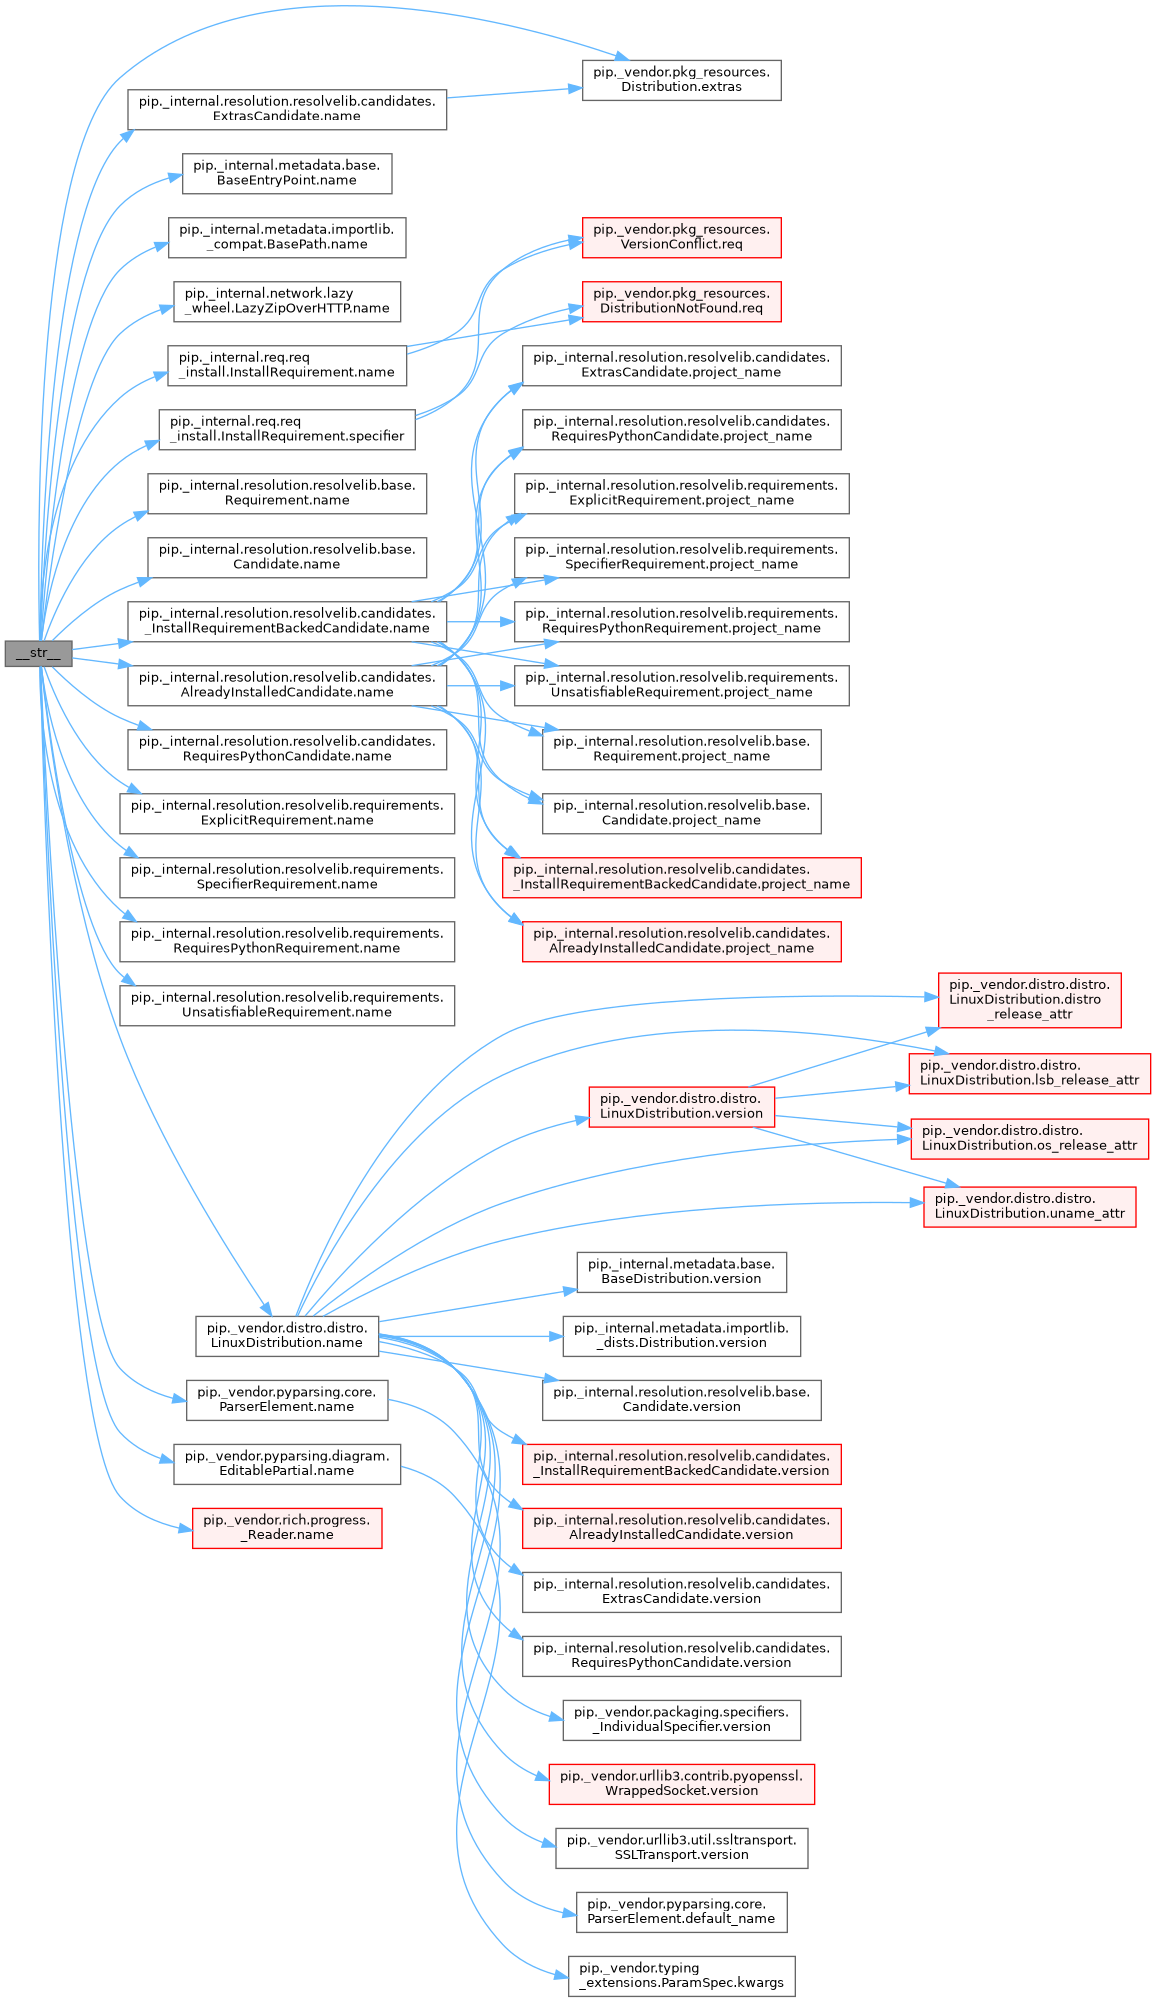 __str__
pip._vendor.pkg_resources.
Distribution.extras
pip._internal.resolution.resolvelib.candidates.
ExtrasCandidate.name
pip._internal.metadata.base.
BaseEntryPoint.name
pip._internal.metadata.importlib.
_compat.BasePath.name
pip._internal.network.lazy
_wheel.LazyZipOverHTTP.name
pip._internal.req.req
_install.InstallRequirement.name
pip._internal.req.req
_install.InstallRequirement.specifier
pip._internal.resolution.resolvelib.base.
Requirement.name
pip._internal.resolution.resolvelib.base.
Candidate.name
pip._internal.resolution.resolvelib.candidates.
_InstallRequirementBackedCandidate.name
pip._internal.resolution.resolvelib.candidates.
AlreadyInstalledCandidate.name
pip._internal.resolution.resolvelib.candidates.
RequiresPythonCandidate.name
pip._internal.resolution.resolvelib.requirements.
ExplicitRequirement.name
pip._internal.resolution.resolvelib.requirements.
SpecifierRequirement.name
pip._internal.resolution.resolvelib.requirements.
RequiresPythonRequirement.name
pip._internal.resolution.resolvelib.requirements.
UnsatisfiableRequirement.name
pip._vendor.distro.distro.
LinuxDistribution.name
pip._vendor.pyparsing.core.
ParserElement.name
pip._vendor.pyparsing.diagram.
EditablePartial.name
pip._vendor.rich.progress.
_Reader.name
pip._vendor.pkg_resources.
VersionConflict.req
pip._vendor.pkg_resources.
DistributionNotFound.req
pip._internal.resolution.resolvelib.candidates.
ExtrasCandidate.project_name
pip._internal.resolution.resolvelib.candidates.
RequiresPythonCandidate.project_name
pip._internal.resolution.resolvelib.requirements.
ExplicitRequirement.project_name
pip._internal.resolution.resolvelib.requirements.
SpecifierRequirement.project_name
pip._internal.resolution.resolvelib.requirements.
RequiresPythonRequirement.project_name
pip._internal.resolution.resolvelib.requirements.
UnsatisfiableRequirement.project_name
pip._internal.resolution.resolvelib.base.
Requirement.project_name
pip._internal.resolution.resolvelib.base.
Candidate.project_name
pip._internal.resolution.resolvelib.candidates.
_InstallRequirementBackedCandidate.project_name
pip._internal.resolution.resolvelib.candidates.
AlreadyInstalledCandidate.project_name
pip._vendor.distro.distro.
LinuxDistribution.distro
_release_attr
pip._vendor.distro.distro.
LinuxDistribution.lsb_release_attr
pip._vendor.distro.distro.
LinuxDistribution.version
pip._vendor.distro.distro.
LinuxDistribution.os_release_attr
pip._vendor.distro.distro.
LinuxDistribution.uname_attr
pip._internal.metadata.base.
BaseDistribution.version
pip._internal.metadata.importlib.
_dists.Distribution.version
pip._internal.resolution.resolvelib.base.
Candidate.version
pip._internal.resolution.resolvelib.candidates.
_InstallRequirementBackedCandidate.version
pip._internal.resolution.resolvelib.candidates.
AlreadyInstalledCandidate.version
pip._internal.resolution.resolvelib.candidates.
ExtrasCandidate.version
pip._internal.resolution.resolvelib.candidates.
RequiresPythonCandidate.version
pip._vendor.packaging.specifiers.
_IndividualSpecifier.version
pip._vendor.urllib3.contrib.pyopenssl.
WrappedSocket.version
pip._vendor.urllib3.util.ssltransport.
SSLTransport.version
pip._vendor.pyparsing.core.
ParserElement.default_name
pip._vendor.typing
_extensions.ParamSpec.kwargs